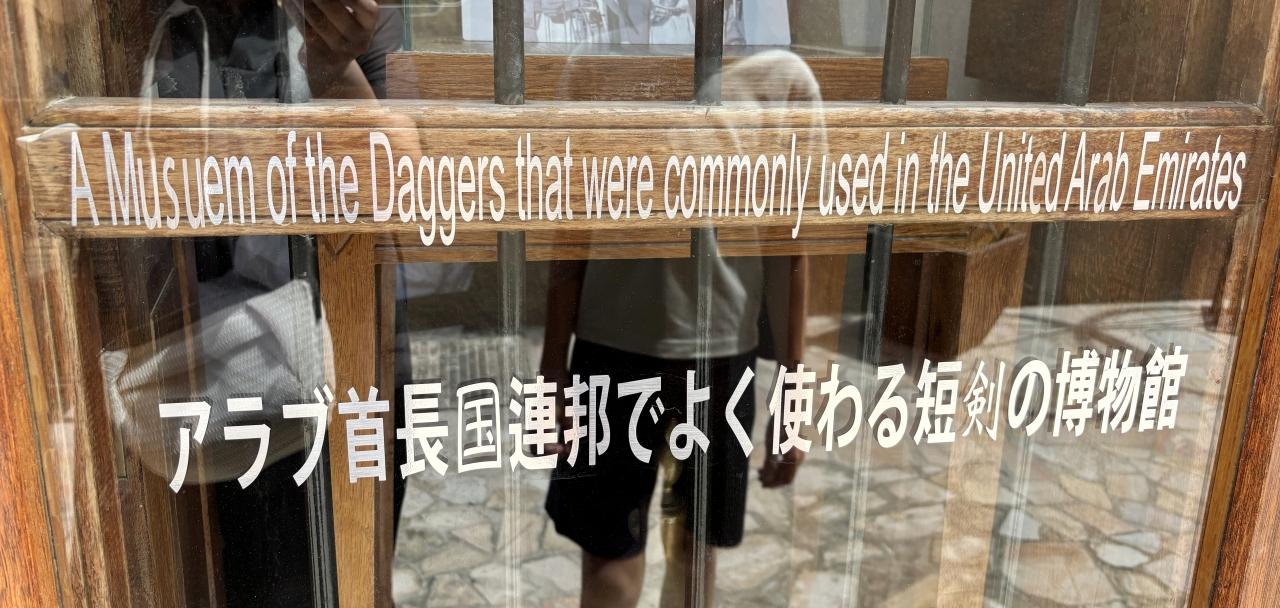 A Musuem of the Daggers that were commonly used in the United Arab Emirates
アラブ首長国連邦でよく使わる短剣の博物館